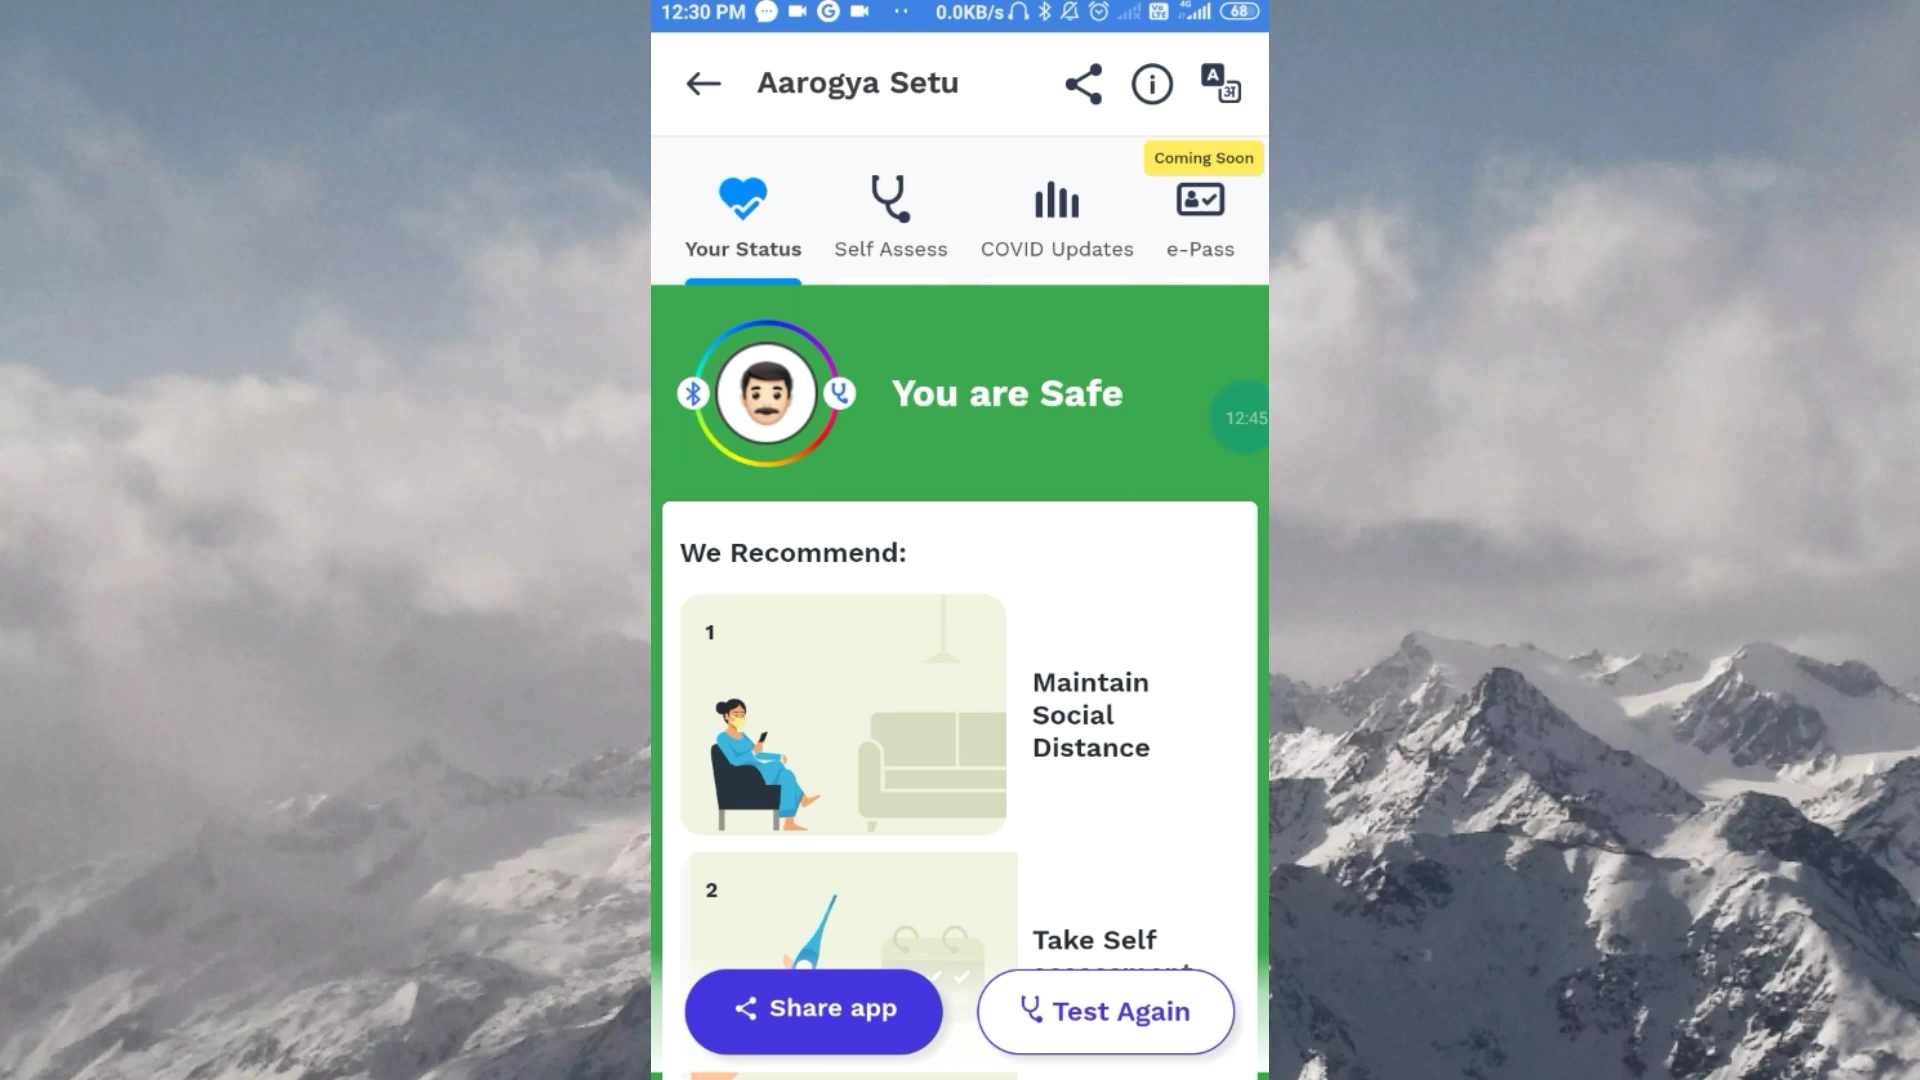 12:30 PM 0.0KB/s 4G 68
Aarogya Setu
Coming Soon
Your Status Self Assess COVID Updates e-Pass
You are Safe
12:45
We Recommend:
1
Maintain
Social
Distance
2
Take Self
Share app
Test Again